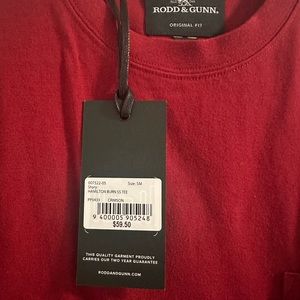 RODD & GUNN.
ORIGINAL FIT
Size: SM
HAMILTON BURN SS TEE
CRIMSON
9 400005 905248
$59.50
THIS QUALITY GARMENT PROUDLY
CARRIES OUR TWO YEAR GUARANTEE
RODDANDGUNN.COM